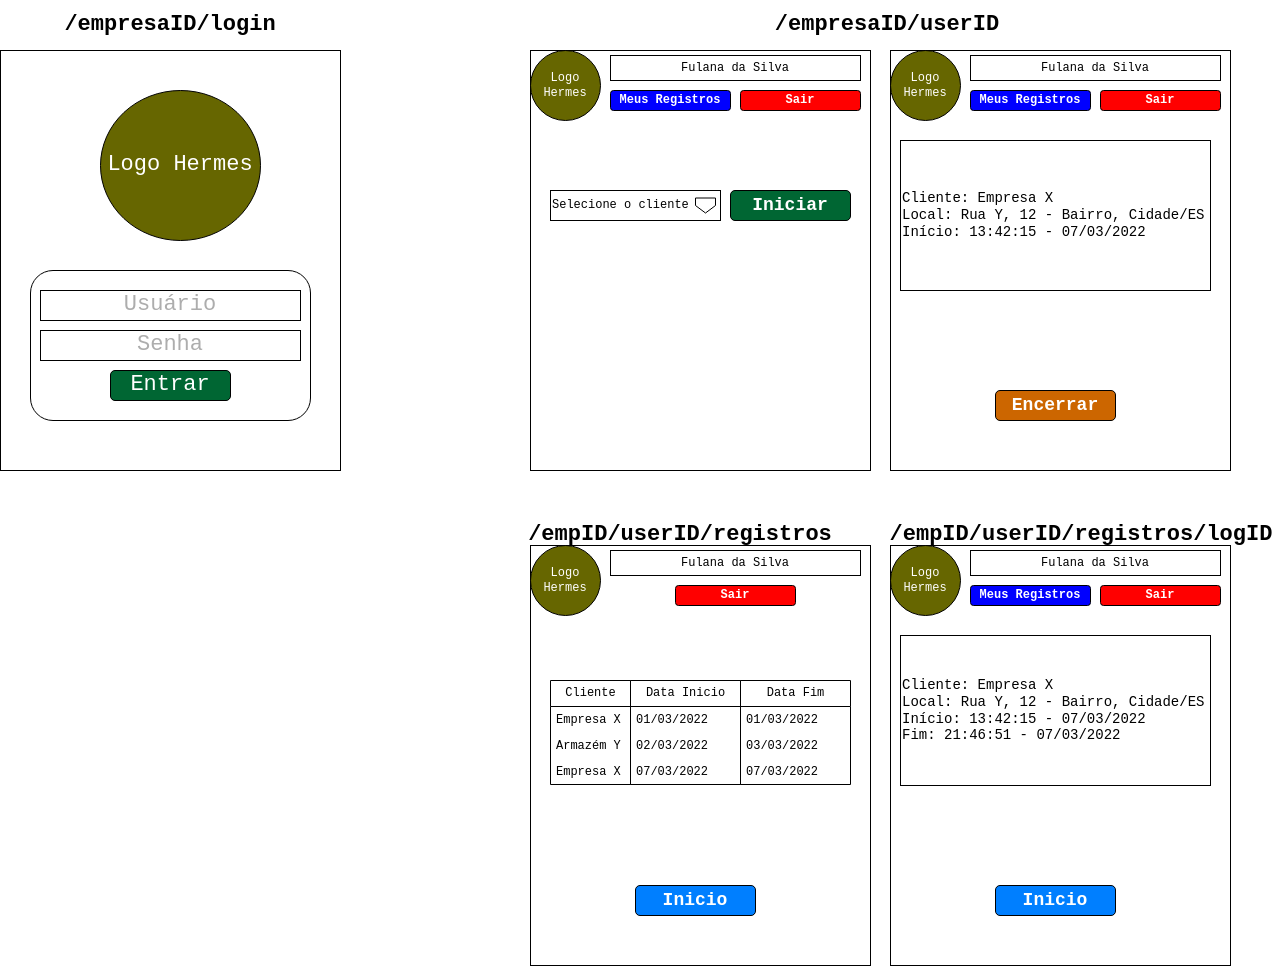 /empresaID/login
Logo Hermes
Usuário
Senha
Entrar
/empresaID/userID
Logo
Hermes
Fulana da Silva
Meus Registros
Sair
Selecione o cliente
Iniciar
Logo
Hermes
Fulana da Silva
Meus Registros
Sair
Cliente: Empresa X
Local: Rua Y, 12 - Bairro, Cidade/ES
Início: 13:42:15 - 07/03/2022
Encerrar
/empID/userID/registros
Logo
Hermes
Fulana da Silva
Sair
Cliente Data Inicio Data Fim
Empresa X 01/03/2022 01/03/2022
Armazém Y 02/03/2022 03/03/2022
Empresa X 07/03/2022 07/03/2022
Inicio
/empID/userID/registros/logID
Logo
Hermes
Fulana da Silva
Meus Registros
Sair
Cliente: Empresa X
Local: Rua Y, 12 - Bairro, Cidade/ES
Início: 13:42:15 - 07/03/2022
Fim: 21:46:51 - 07/03/2022
Inicio